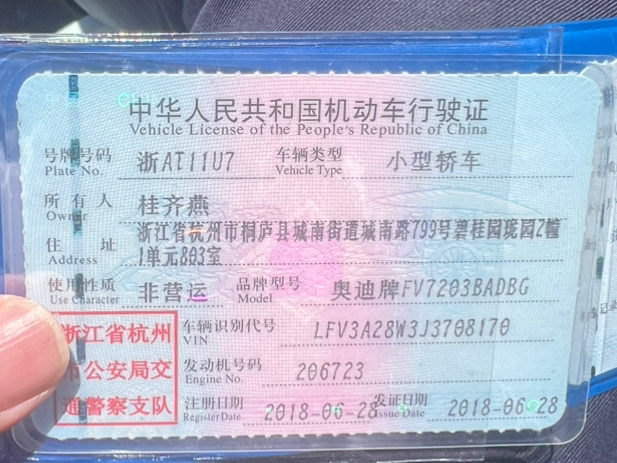 中华人民共和国机动车行驶证
Vehicle License of the People's Republic of China
号牌号码 浙AT11U7 车辆类型 小型轿车
Plate No. Vehicle Type
所有人 桂齐燕
Owner
浙江省杭州市桐庐县城南街道城南路799号碧桂园珑园2幢
住址 1单元803室
Address
使用性质 非营运 品牌型号 奥迪牌FV7203BADBG
Use Character Model
浙江省杭州 车辆识别代号 LFV3A28W3J3708170
VIN
市公安局交 发动机号码 206723
Engine No.
通警察支队 注册日期 2018-06-28 发证日期 2018-06-28
Register Date Issue Date